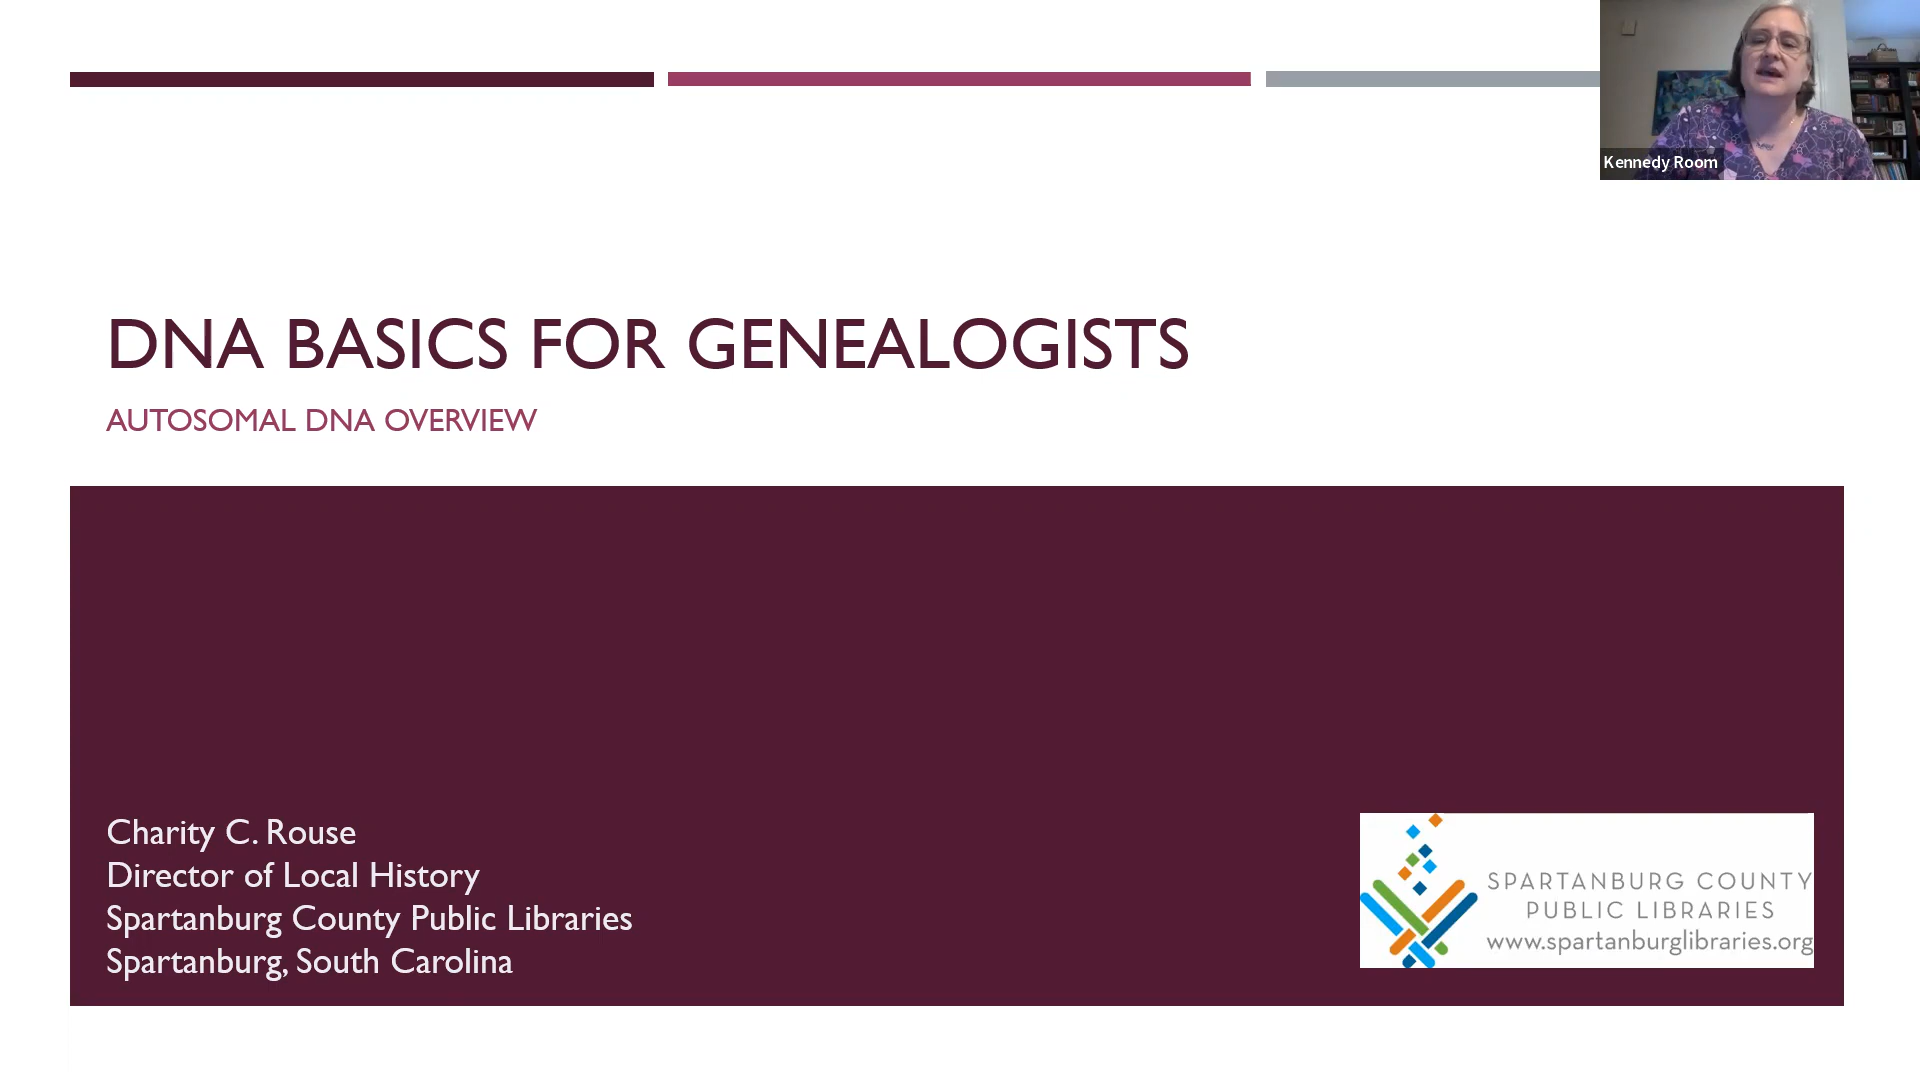 Kennedy Room
DNA BASICS FOR GENEALOGISTS
AUTOSOMAL DNA OVERVIEW
Charity C. Rouse
Director of Local History
Spartanburg County Public Libraries
Spartanburg, South Carolina
SPARTANBURG COUNTY
PUBLIC LIBRARIES
www.spartanburglibraries.org